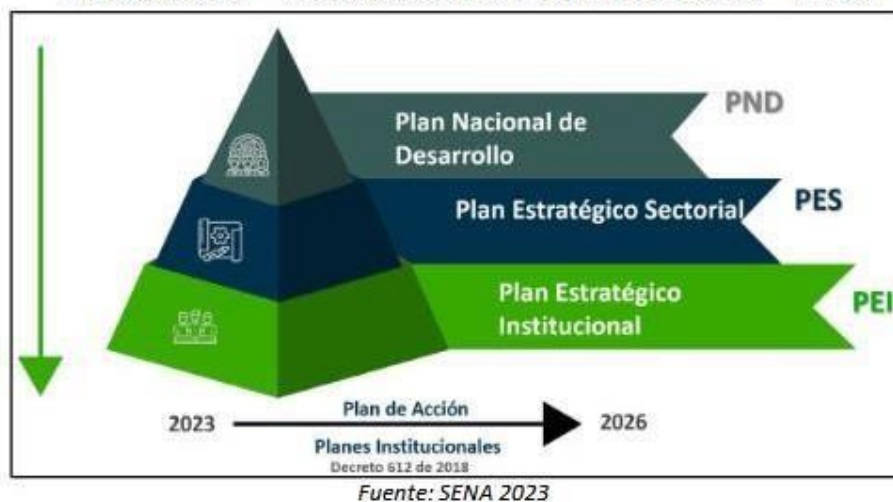 Plan Nacional de
Desarrollo
PND
Plan Estratégico Sectorial
PES
Plan Estratégico
Institucional
PEI
2023
Plan de Acción
2026
Planes Institucionales
Decreto 612 de 2018
Fuente: SENA 2023